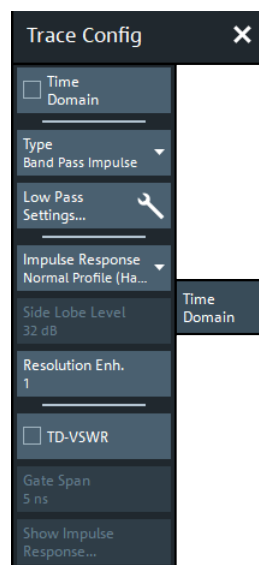 Trace Config
Time
Domain
Type
Band Pass Impulse
Low Pass
Settings...
Impulse Response
Normal Profile (Ha...
Side Lobe Level
32 dB
Time
Domain
Resolution Enh.
1
TD-VSWR
Gate Span
5 ns
Show Impulse
Response...